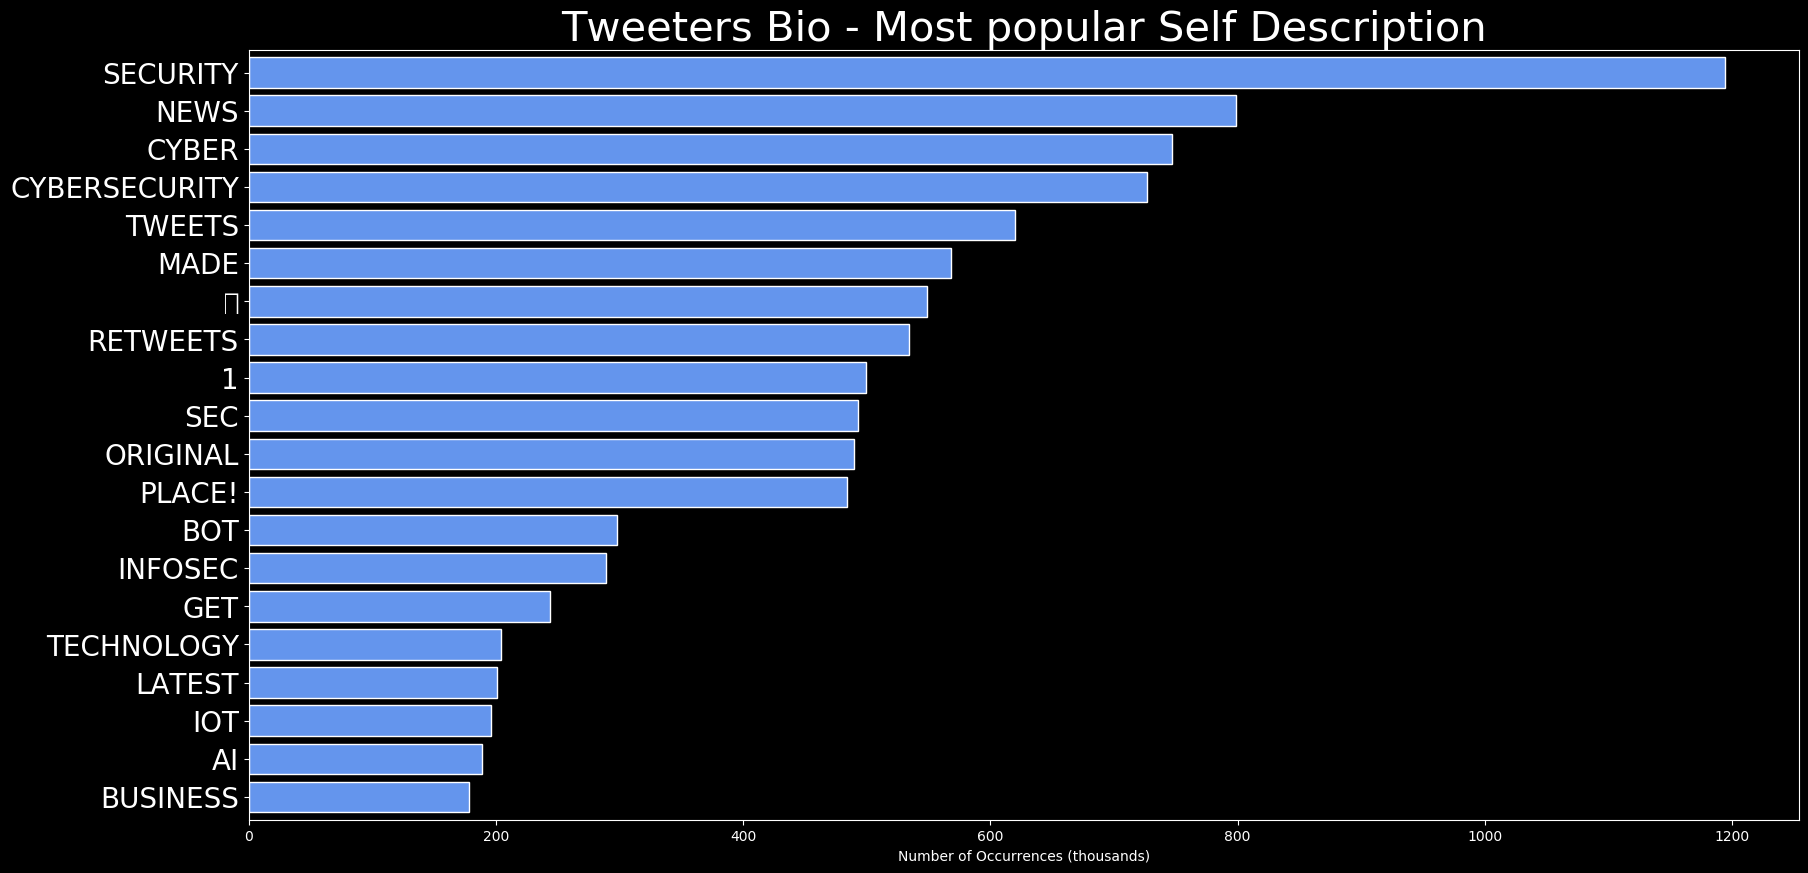 Tweeters Bio - Most popular Self Description
SECURITY
NEWS
CYBER
CYBERSECURITY
TWEETS
MADE
RETWEETS
1
SEC
ORIGINAL
PLACE!
BOT
INFOSEC
GET
TECHNOLOGY
LATEST
IOT
AI
BUSINESS
0 200 400 600 800 1000 1200
Number of Occurrences (thousands)